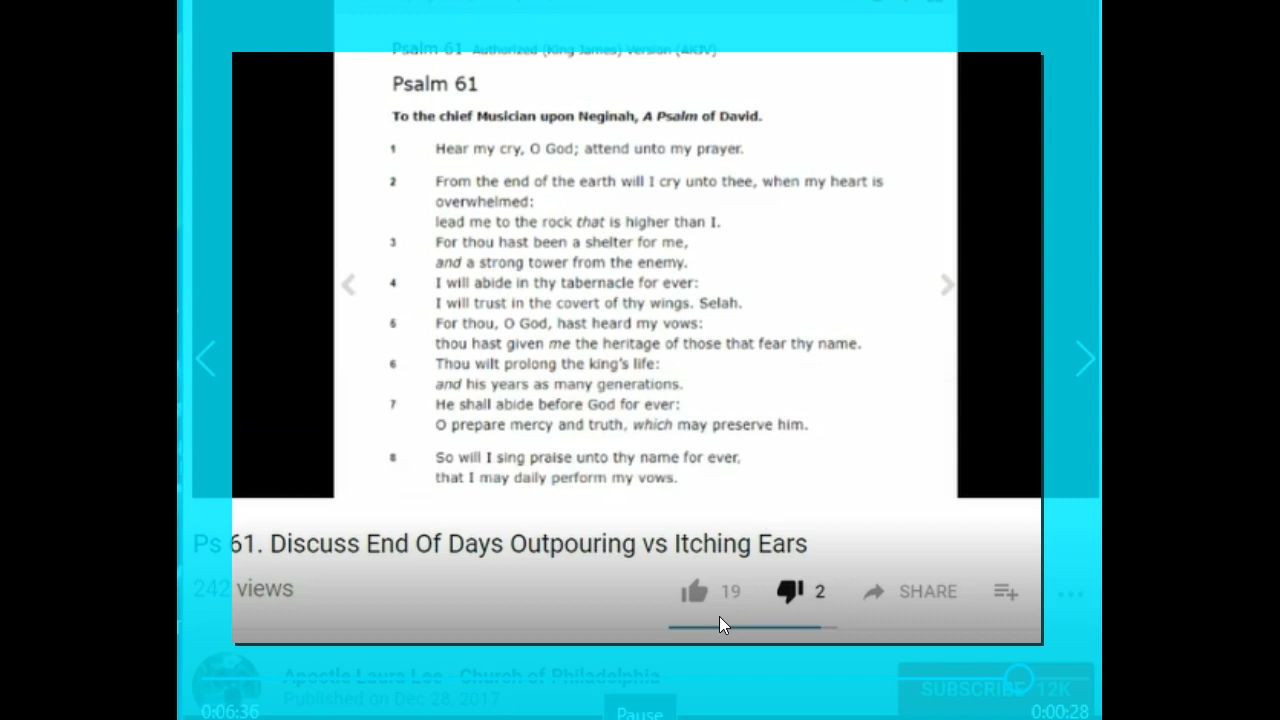 Psalm 61 Authorized (King James) Version (AKJV)
Psalm 61
To the chief Musician upon Neginah, A Psalm of David.
1 Hear my cry, O God; attend unto my prayer.
2 From the end of the earth will I cry unto thee, when my heart is
overwhelmed:
lead me to the rock that is higher than I.
3 For thou hast been a shelter for me,
and a strong tower from the enemy.
4 I will abide in thy tabernacle for ever:
I will trust in the covert of thy wings. Selah.
5 For thou, O God, hast heard my vows:
thou hast given me the heritage of those that fear thy name.
6 Thou wilt prolong the king's life:
and his years as many generations.
7 He shall abide before God for ever:
O prepare mercy and truth, which may preserve him.
8 So will I sing praise unto thy name for ever,
that I may daily perform my vows.
Ps 61. Discuss End Of Days Outpouring vs Itching Ears
242 views
19 2 SHARE
Apostle Laura Lee - Church of Philadelphia
Published on Dec 28, 2017
SUBSCRIBE 12K
0:06:36 Pause 0:00:28